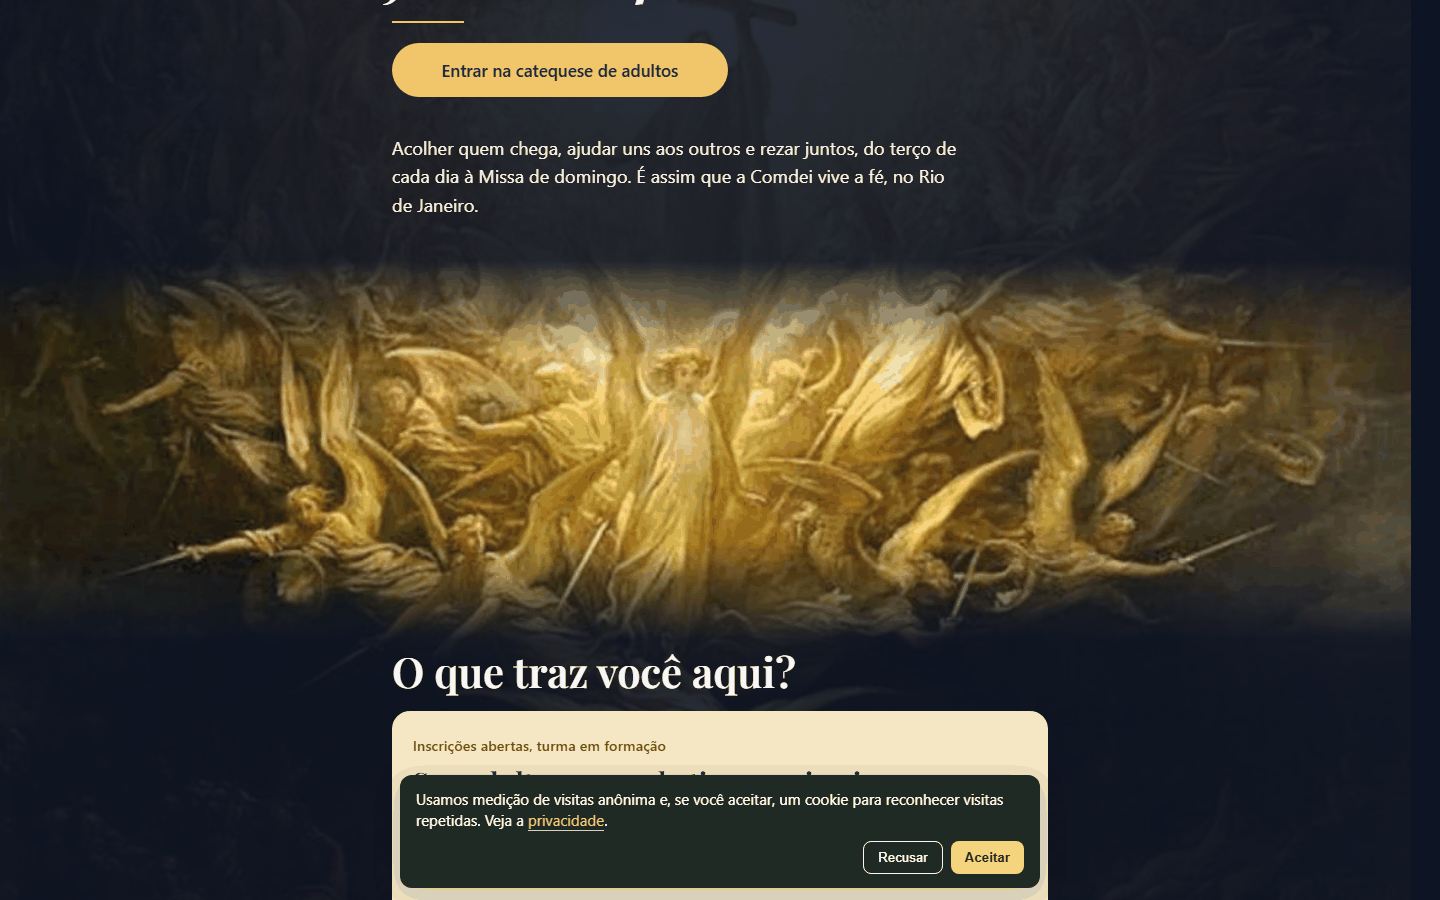 Entrar na catequese de adultos
Acolher quem chega, ajudar uns aos outros e rezar juntos, do terço de
cada dia à Missa de domingo. É assim que a Comdei vive a fé, no Rio
de Janeiro.
O que traz você aqui?
Inscrições abertas, turma em formação
Usamos medição de visitas anônima e, se você aceitar, um cookie para reconhecer visitas
repetidas. Veja a privacidade.
Recusar
Aceitar